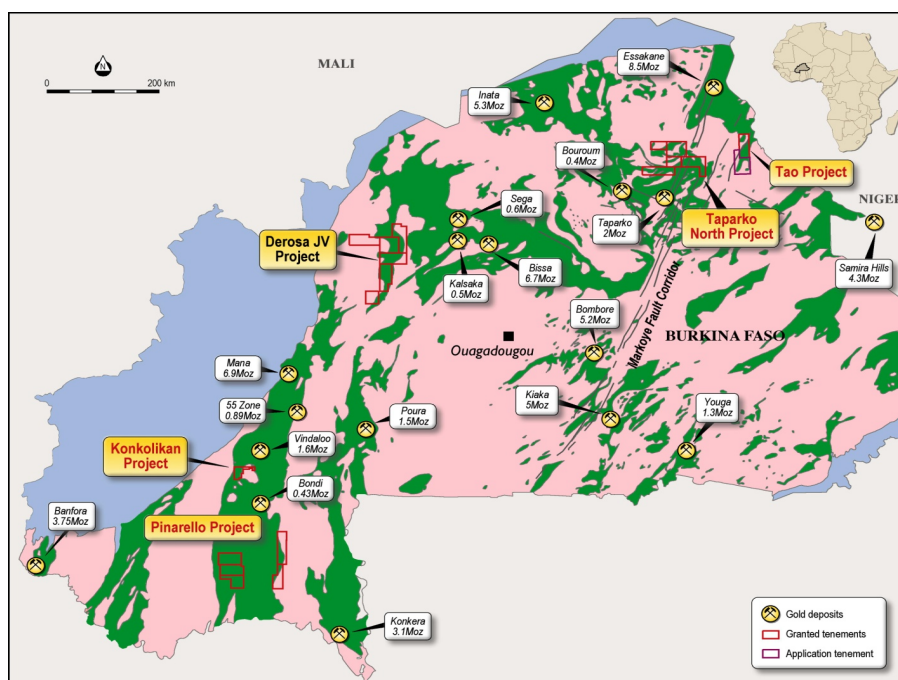 N
0
200 km
MALI
Essakane
8.5Moz
Inata
5.3Moz
Bouroum
0.4Moz
Tao Project
NIGER
Sega
0.6Moz
Taparko
2Moz
Taparko
North Project
Derosa JV
Project
Kalsaka
0.5Moz
Bissa
6.7Moz
Samira Hills
4.3Moz
Bombore
5.2Moz
Markoye Fault Corridor
BURKINA FASO
Ouagadougou
Mana
6.9Moz
55 Zone
0.89Moz
Poura
1.5Moz
Kiaka
5Moz
Youga
1.3Moz
Vindaloo
1.6Moz
Konkolikan
Project
Bondi
0.43Moz
Pinarello Project
Banfora
3.75Moz
Konkera
3.1Moz
Gold deposits
Granted tenements
Application tenement